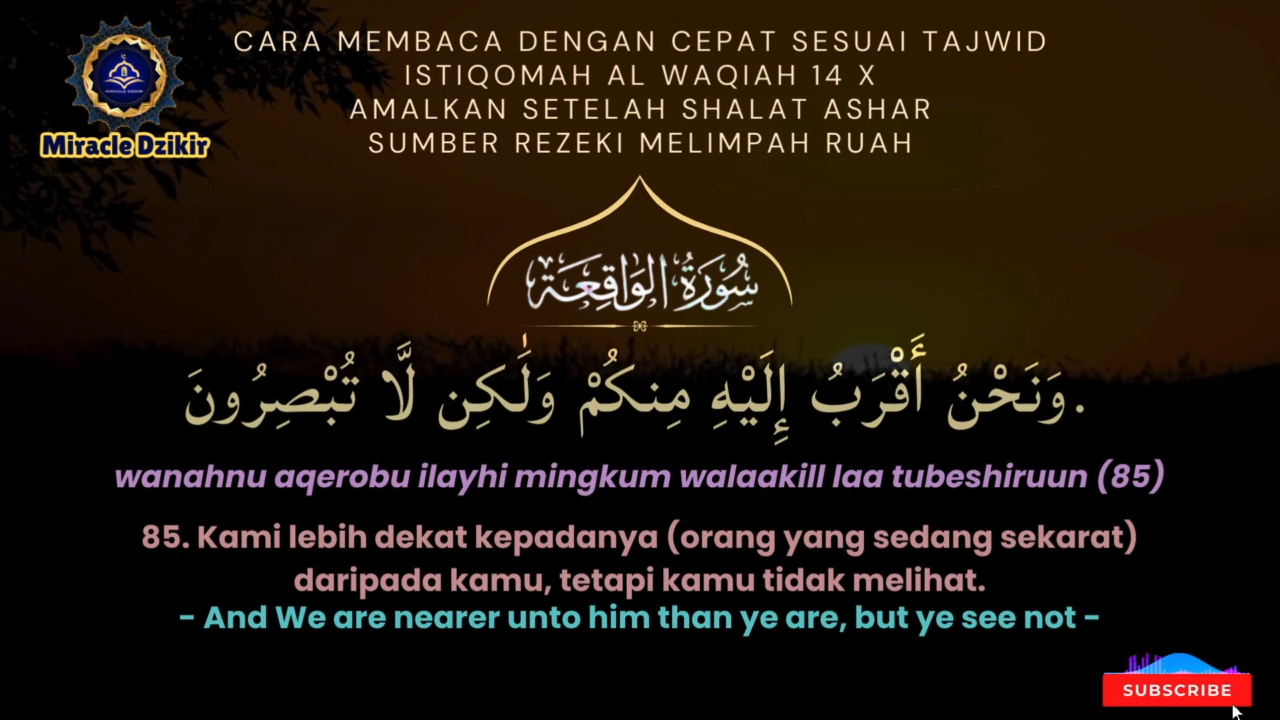 CARA MEMBACA DENGAN CEPAT SESUAI TAJWID
ISTIQOMAH AL WAQIAH 14 X
AMALKAN SETELAH SHALAT ASHAR
SUMBER REZEKI MELIMPAH RUAH
MIRACLE DZIKIR
Miracle Dzikir
سُورَةُ الوَاقِعَة
وَنَحْنُ أَقْرَبُ إِلَيْهِ مِنكُمْ وَلَٰكِن لَّا تُبْصِرُونَ.
wanahnu aqerobu ilayhi mingkum walaakill laa tubeshiruun (85)
85. Kami lebih dekat kepadanya (orang yang sedang sekarat)
daripada kamu, tetapi kamu tidak melihat.
- And We are nearer unto him than ye are, but ye see not -
SUBSCRIBE